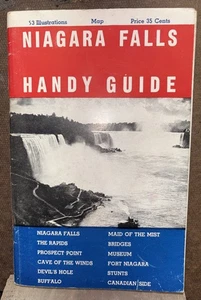 53 Illustrations Map Price 35 Cents
NIAGARA FALLS
HANDY GUIDE
NIAGARA FALLS
THE RAPIDS
PROSPECT POINT
CAVE OF THE WINDS
DEVIL'S HOLE
BUFFALO
MAID OF THE MIST
BRIDGES
MUSEUM
FORT NIAGARA
STUNTS
CANADIAN SIDE